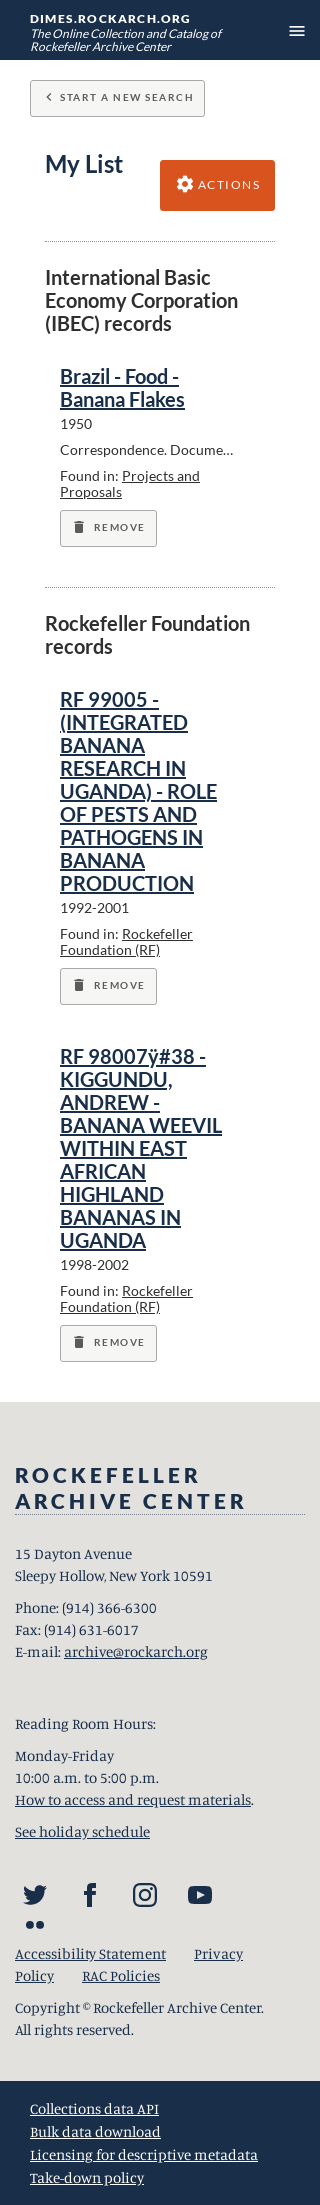 DIMES.ROCKARCH.ORG
The Online Collection and Catalog of
Rockefeller Archive Center
START A NEW SEARCH
My List
ACTIONS
International Basic
Economy Corporation
(IBEC) records
Brazil - Food -
Banana Flakes
1950
Correspondence. Docume...
Found in: Projects and
Proposals
REMOVE
Rockefeller Foundation
records
RF 99005 -
(INTEGRATED
BANANA
RESEARCH IN
UGANDA) - ROLE
OF PESTS AND
PATHOGENS IN
BANANA
PRODUCTION
1992-2001
Found in: Rockefeller
Foundation (RF)
REMOVE
RF 98007ÿ#38 -
KIGGUNDU,
ANDREW -
BANANA WEEVIL
WITHIN EAST
AFRICAN
HIGHLAND
BANANAS IN
UGANDA
1998-2002
Found in: Rockefeller
Foundation (RF)
REMOVE
ROCKEFELLER
ARCHIVE CENTER
15 Dayton Avenue
Sleepy Hollow, New York 10591
Phone: (914) 366-6300
Fax: (914) 631-6017
E-mail: archive@rockarch.org
Reading Room Hours:
Monday-Friday
10:00 a.m. to 5:00 p.m.
How to access and request materials.
See holiday schedule
Accessibility Statement Privacy
Policy RAC Policies
Copyright © Rockefeller Archive Center.
All rights reserved.
Collections data API
Bulk data download
Licensing for descriptive metadata
Take-down policy